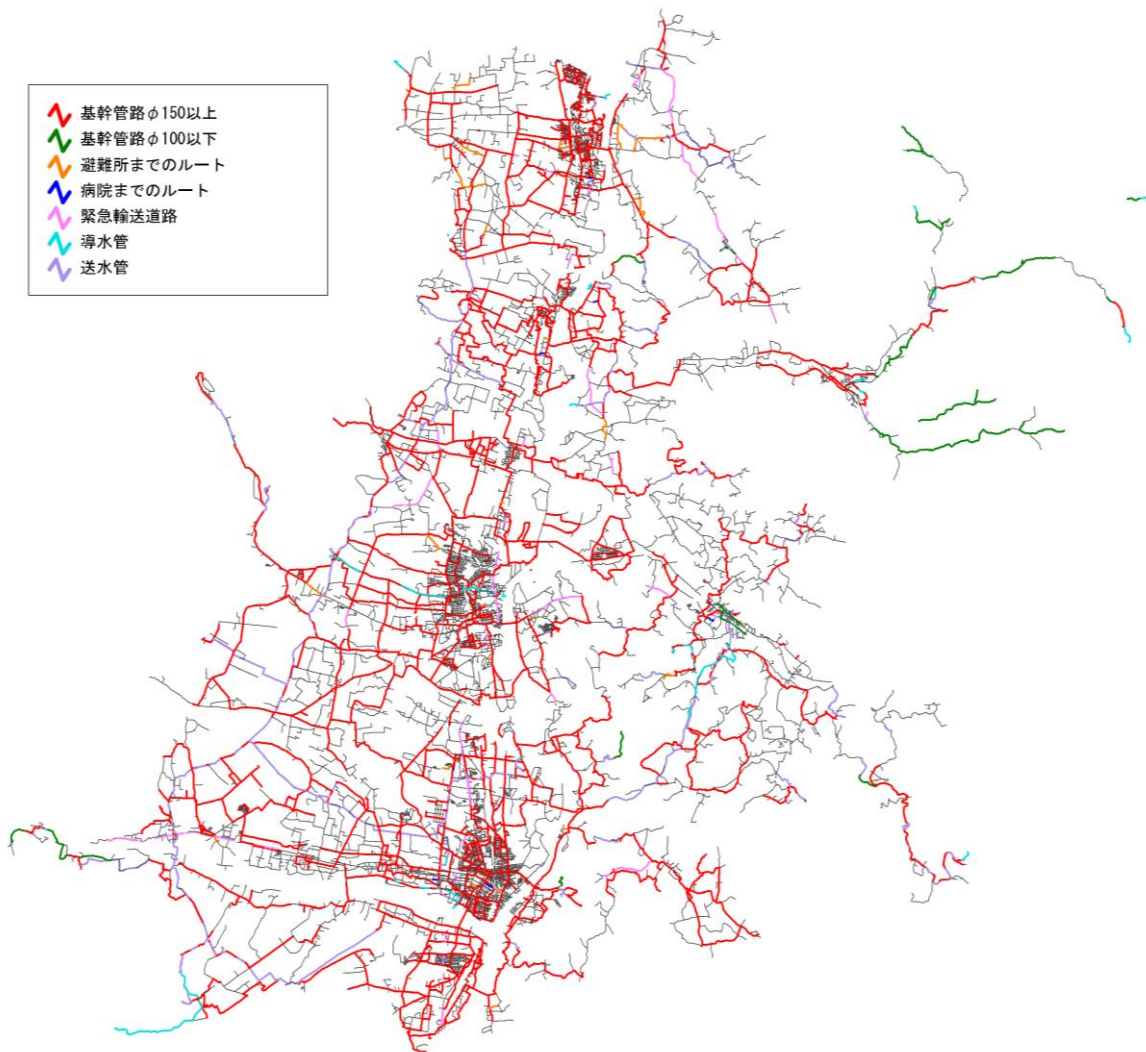 基幹管路φ150以上
基幹管路φ100以下
避難所までのルート
病院までのルート
緊急輸送道路
導水管
送水管